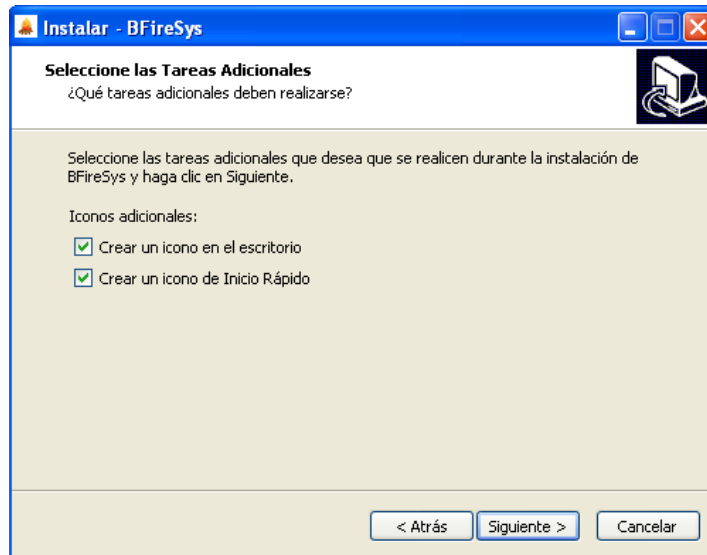 Instalar - BFireSys
Seleccione las Tareas Adicionales
¿Qué tareas adicionales deben realizarse?
Seleccione las tareas adicionales que desea que se realicen durante la instalación de
BFireSys y haga clic en Siguiente.
Iconos adicionales:
Crear un icono en el escritorio
Crear un icono de Inicio Rápido
< Atrás
Siguiente >
Cancelar